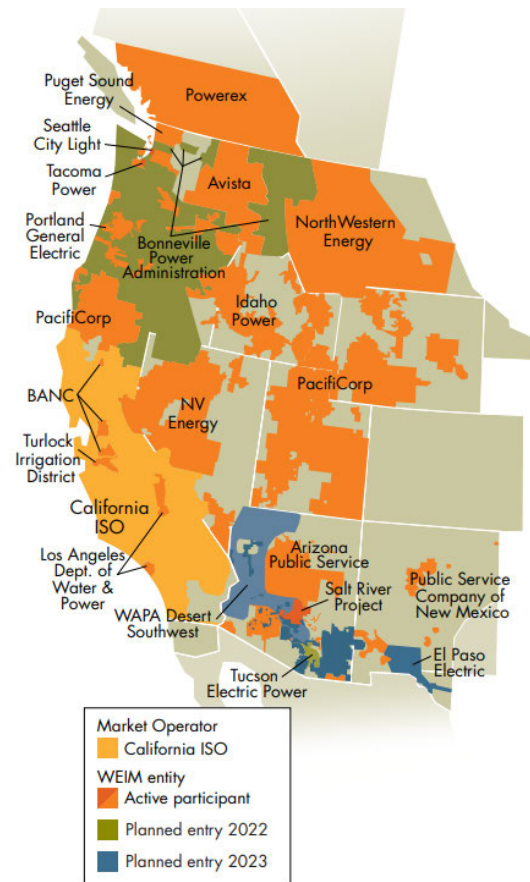 Puget Sound
Energy
Powerex
Seattle
City Light
Tacoma
Power
Avista
Portland
General
Electric
NorthWestern
Energy
Bonneville
Power
Administration
Idaho
Power
PacifiCorp
PacifiCorp
BANC
NV
Energy
Turlock
Irrigation
District
California
ISO
Los Angeles
Dept. of
Water &
Power
Arizona
Public Service
Salt River
Project
Public Service
Company of
New Mexico
WAPA Desert
Southwest
El Paso
Electric
Tucson
Electric Power
Market Operator
California ISO
WEIM entity
Active participant
Planned entry 2022
Planned entry 2023